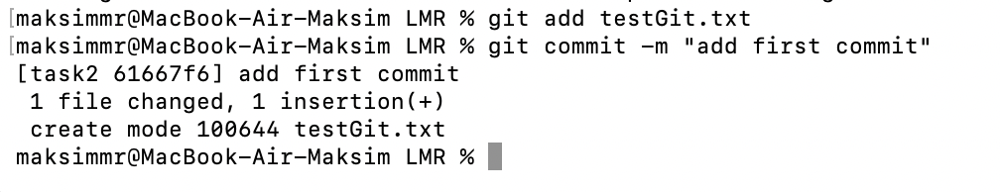 [maksimmr@MacBook-Air-Maksim LMR % git add testGit.txt
[maksimmr@MacBook-Air-Maksim LMR % git commit -m "add first commit"
[task2 61667f6] add first commit
 1 file changed, 1 insertion(+)
 create mode 100644 testGit.txt
maksimmr@MacBook-Air-Maksim LMR %